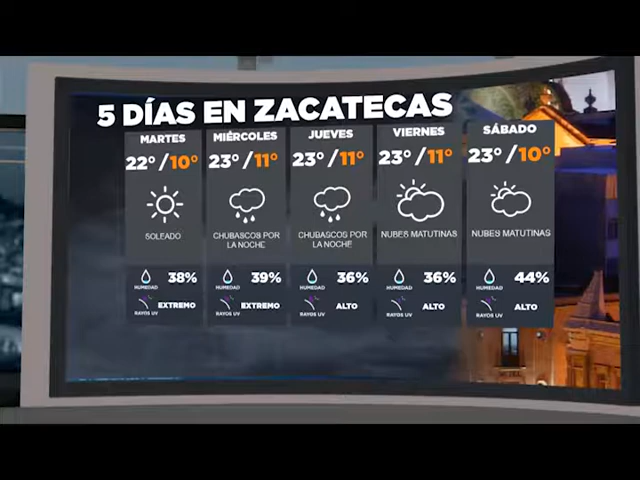 5 DÍAS EN ZACATECAS
MARTES
22°/10°
SOLEADO
HUMEDAD 38%
RAYOS UV EXTREMO
MIÉRCOLES
23°/11°
CHUBASCOS POR
LA NOCHE
HUMEDAD 39%
RAYOS UV EXTREMO
JUEVES
23°/11°
CHUBASCOS POR
LA NOCHE
HUMEDAD 36%
RAYOS UV ALTO
VIERNES
23°/11°
NUBES MATUTINAS
HUMEDAD 36%
RAYOS UV ALTO
SÁBADO
23°/10°
NUBES MATUTINAS
HUMEDAD 44%
RAYOS UV ALTO